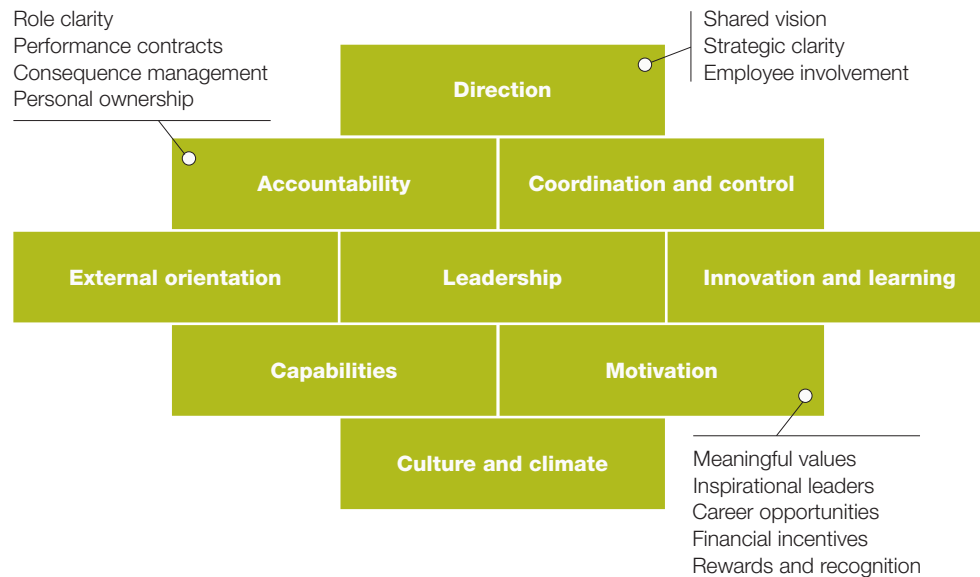 Role clarity
Performance contracts
Consequence management
Personal ownership
Shared vision
Strategic clarity
Employee involvement
Direction
Accountability
Coordination and control
External orientation
Leadership
Innovation and learning
Capabilities
Motivation
Culture and climate
Meaningful values
Inspirational leaders
Career opportunities
Financial incentives
Rewards and recognition